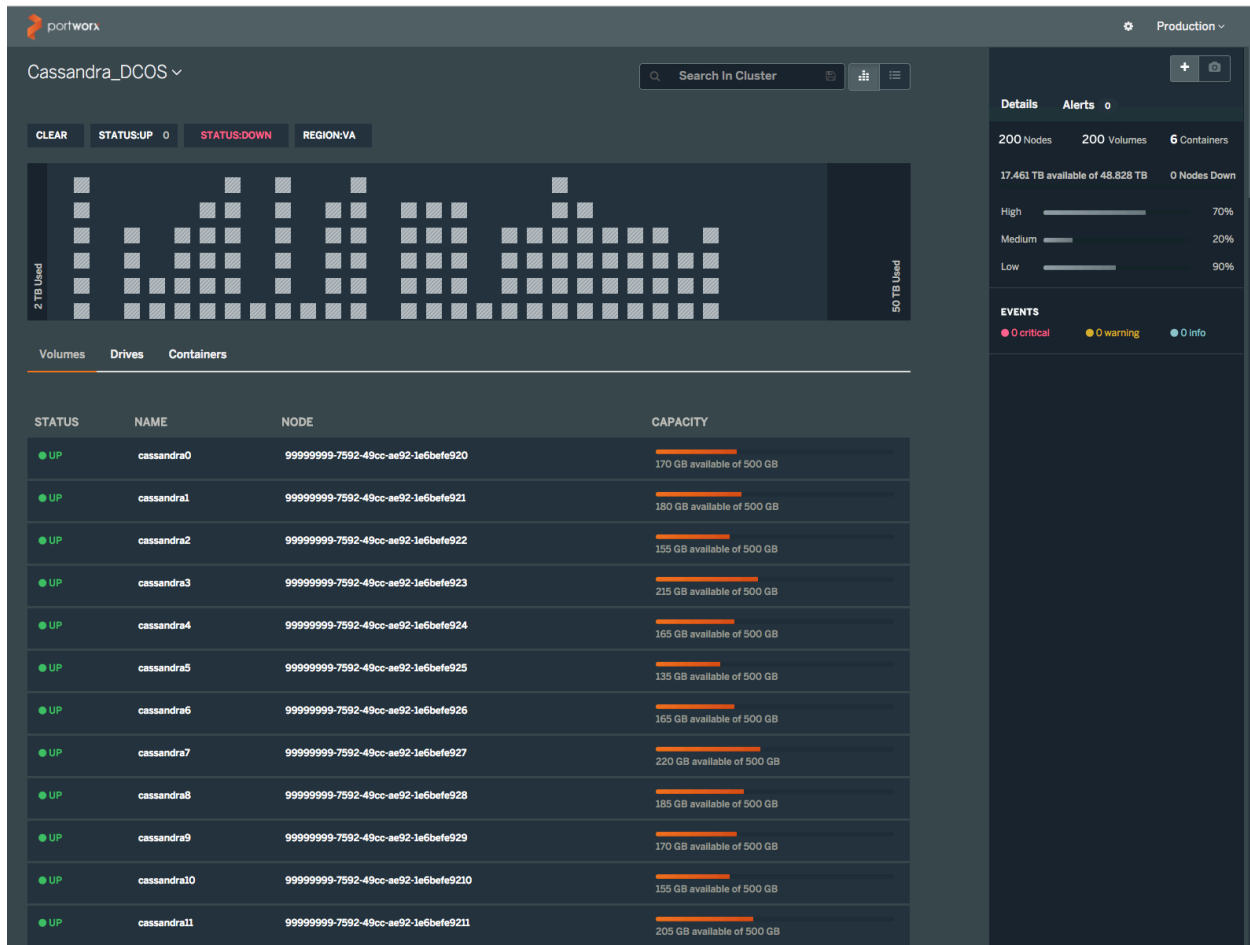 portworx
Production
Cassandra_DCOS
Search In Cluster
CLEAR STATUS:UP 0 STATUS:DOWN REGION:VA
2 TB Used
50 TB Used
Volumes Drives Containers
STATUS NAME NODE CAPACITY
UP cassandra0 99999999-7592-49cc-ae92-1e6befe920 170 GB available of 500 GB
UP cassandra1 99999999-7592-49cc-ae92-1e6befe921 180 GB available of 500 GB
UP cassandra2 99999999-7592-49cc-ae92-1e6befe922 155 GB available of 500 GB
UP cassandra3 99999999-7592-49cc-ae92-1e6befe923 215 GB available of 500 GB
UP cassandra4 99999999-7592-49cc-ae92-1e6befe924 165 GB available of 500 GB
UP cassandra5 99999999-7592-49cc-ae92-1e6befe925 135 GB available of 500 GB
UP cassandra6 99999999-7592-49cc-ae92-1e6befe926 165 GB available of 500 GB
UP cassandra7 99999999-7592-49cc-ae92-1e6befe927 220 GB available of 500 GB
UP cassandra8 99999999-7592-49cc-ae92-1e6befe928 185 GB available of 500 GB
UP cassandra9 99999999-7592-49cc-ae92-1e6befe929 170 GB available of 500 GB
UP cassandra10 99999999-7592-49cc-ae92-1e6befe9210 155 GB available of 500 GB
UP cassandra11 99999999-7592-49cc-ae92-1e6befe9211 205 GB available of 500 GB
+
Details Alerts 0
200 Nodes 200 Volumes 6 Containers
17.461 TB available of 48.828 TB 0 Nodes Down
High 70%
Medium 20%
Low 90%
EVENTS
0 critical 0 warning 0 info